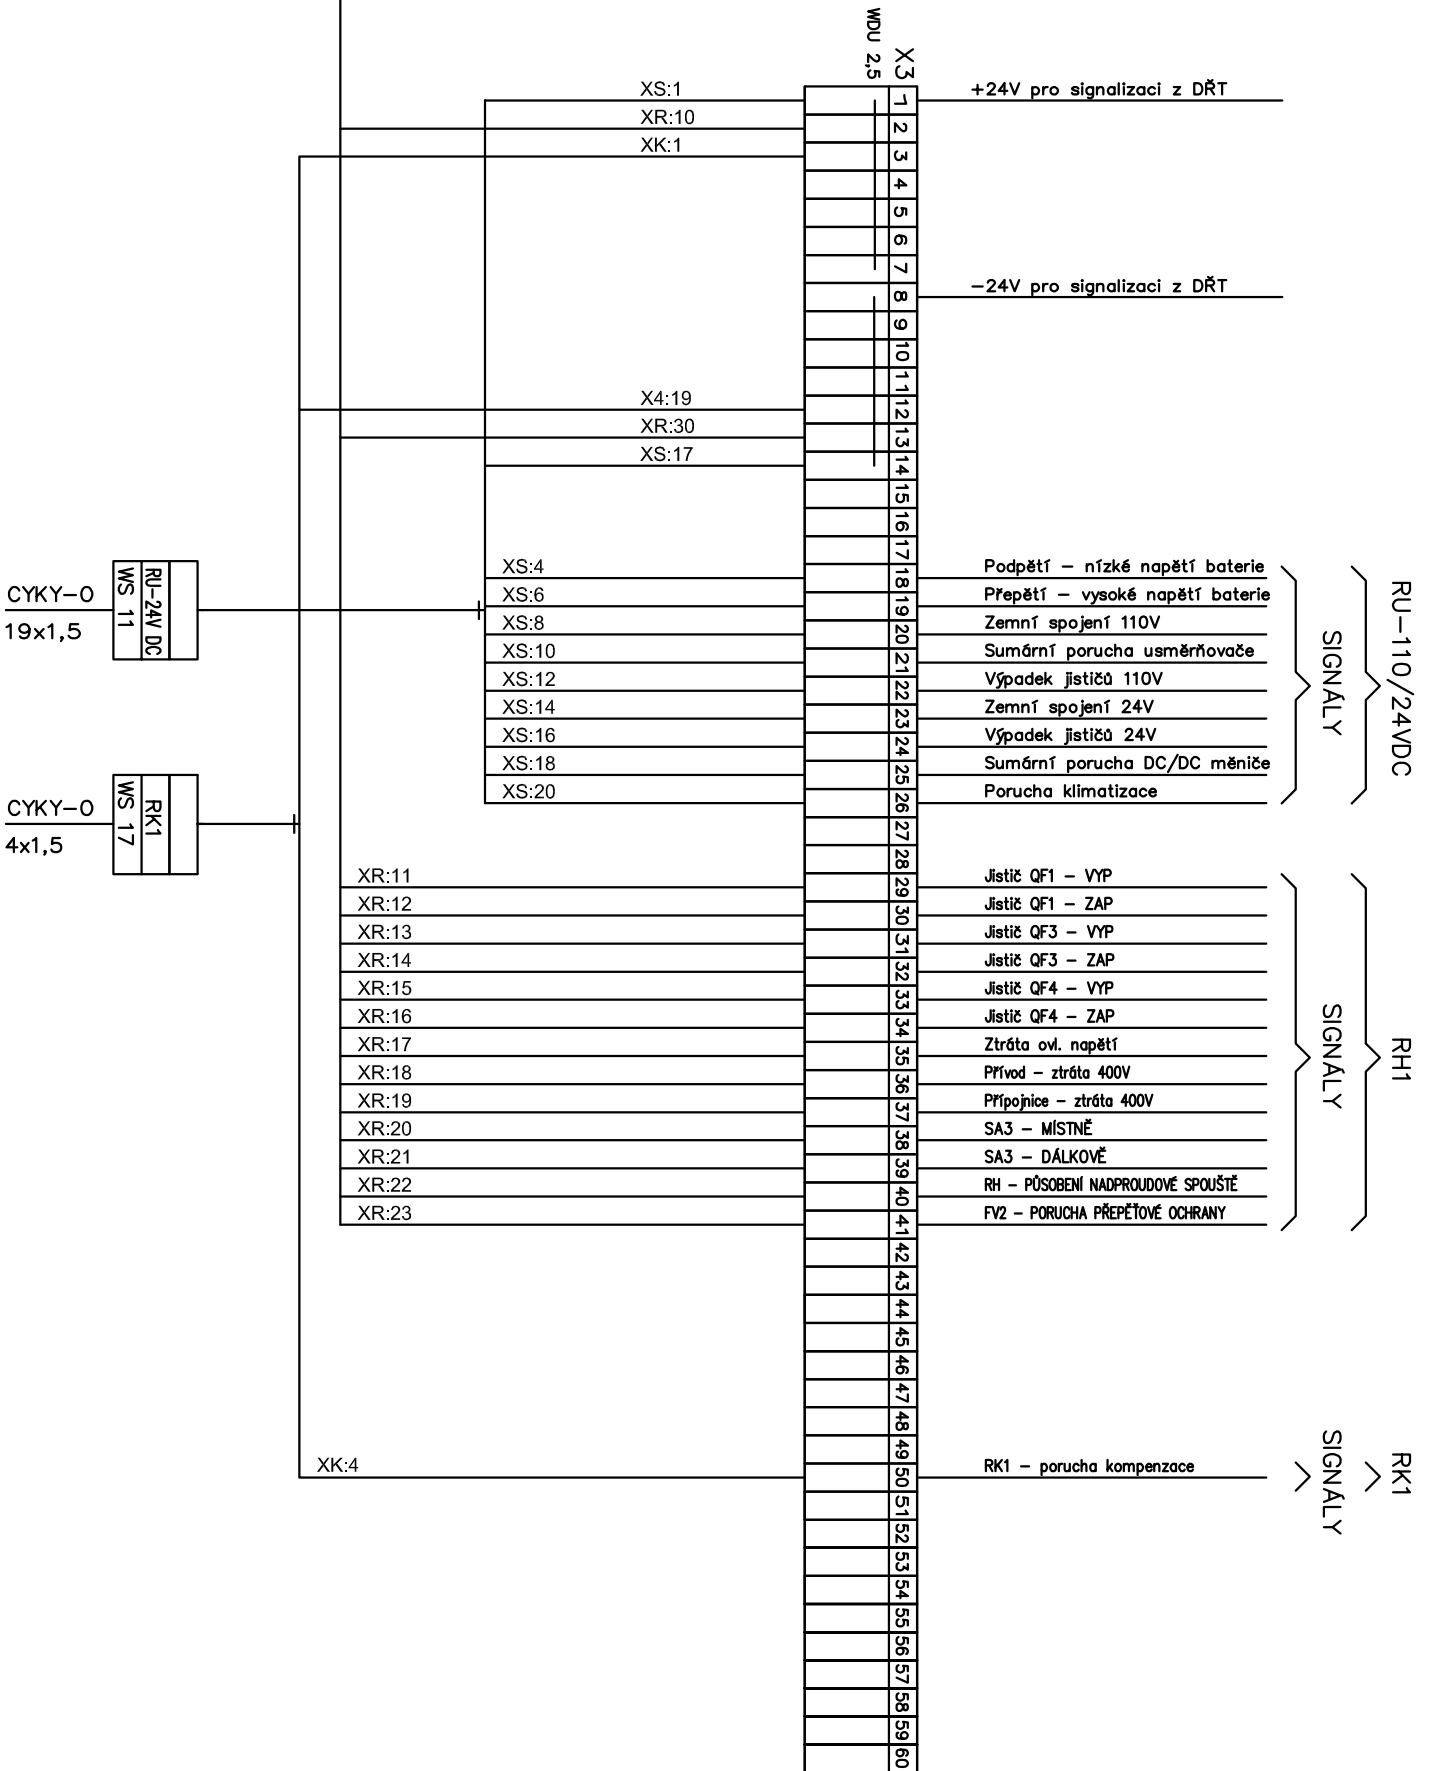 WDU 2,5
X3
XS:1
1
+24V pro signalizaci z DŘT
XR:10
2
XK:1
3
4
5
6
7
8
-24V pro signalizaci z DŘT
9
10
11
X4:19
12
XR:30
13
XS:17
14
15
16
17
RU-110/24VDC
SIGNÁLY
XS:4
18
Podpětí - nízké napětí baterie
XS:6
19
Přepětí - vysoké napětí baterie
XS:8
20
Zemní spojení 110V
XS:10
21
Sumární porucha usměrňovače
XS:12
22
Výpadek jističů 110V
XS:14
23
Zemní spojení 24V
XS:16
24
Výpadek jističů 24V
XS:18
25
Sumární porucha DC/DC měniče
XS:20
26
Porucha klimatizace
CYKY-O
19x1,5
RU-24V DC
WS 11
CYKY-O
4x1,5
RK1
WS 17
27
28
RH1
SIGNÁLY
XR:11
29
Jistič QF1 - VYP
XR:12
30
Jistič QF1 - ZAP
XR:13
31
Jistič QF3 - VYP
XR:14
32
Jistič QF3 - ZAP
XR:15
33
Jistič QF4 - VYP
XR:16
34
Jistič QF4 - ZAP
XR:17
35
Ztráta ovl. napětí
XR:18
36
Přívod - ztráta 400V
XR:19
37
Přípojnice - ztráta 400V
XR:20
38
SA3 - MÍSTNĚ
XR:21
39
SA3 - DÁLKOVĚ
XR:22
40
RH - PŮSOBENÍ NADPROUDOVÉ SPOUŠTĚ
XR:23
41
FV2 - PORUCHA PŘEPĚŤOVÉ OCHRANY
42
43
44
45
46
47
48
49
RK1
SIGNÁLY
XK:4
50
RK1 - porucha kompenzace
51
52
53
54
55
56
57
58
59
60